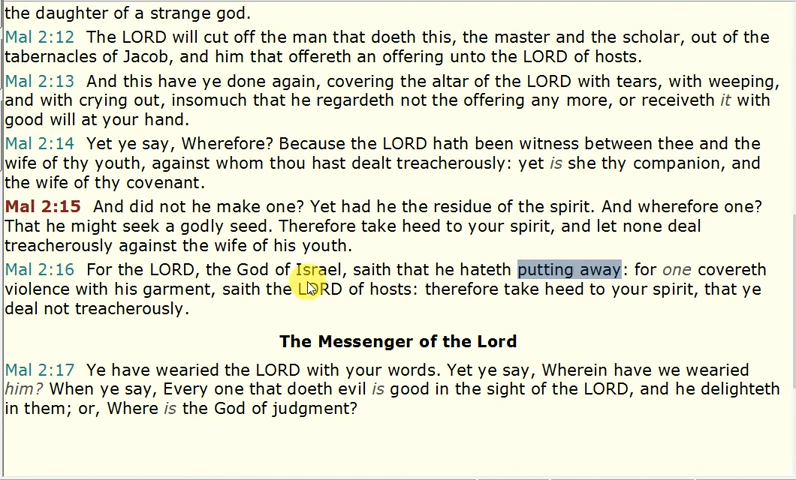 the daughter of a strange god.
Mal 2:12 The LORD will cut off the man that doeth this, the master and the scholar, out of the
tabernacles of Jacob, and him that offereth an offering unto the LORD of hosts.
Mal 2:13 And this have ye done again, covering the altar of the LORD with tears, with weeping,
and with crying out, insomuch that he regardeth not the offering any more, or receiveth it with
good will at your hand.
Mal 2:14 Yet ye say, Wherefore? Because the LORD hath been witness between thee and the
wife of thy youth, against whom thou hast dealt treacherously: yet is she thy companion, and
the wife of thy covenant.
Mal 2:15 And did not he make one? Yet had he the residue of the spirit. And wherefore one?
That he might seek a godly seed. Therefore take heed to your spirit, and let none deal
treacherously against the wife of his youth.
Mal 2:16 For the LORD, the God of Israel, saith that he hateth putting away: for one covereth
violence with his garment, saith the LORD of hosts: therefore take heed to your spirit, that ye
deal not treacherously.
The Messenger of the Lord
Mal 2:17 Ye have wearied the LORD with your words. Yet ye say, Wherein have we wearied
him? When ye say, Every one that doeth evil is good in the sight of the LORD, and he delighteth
in them; or, Where is the God of judgment?